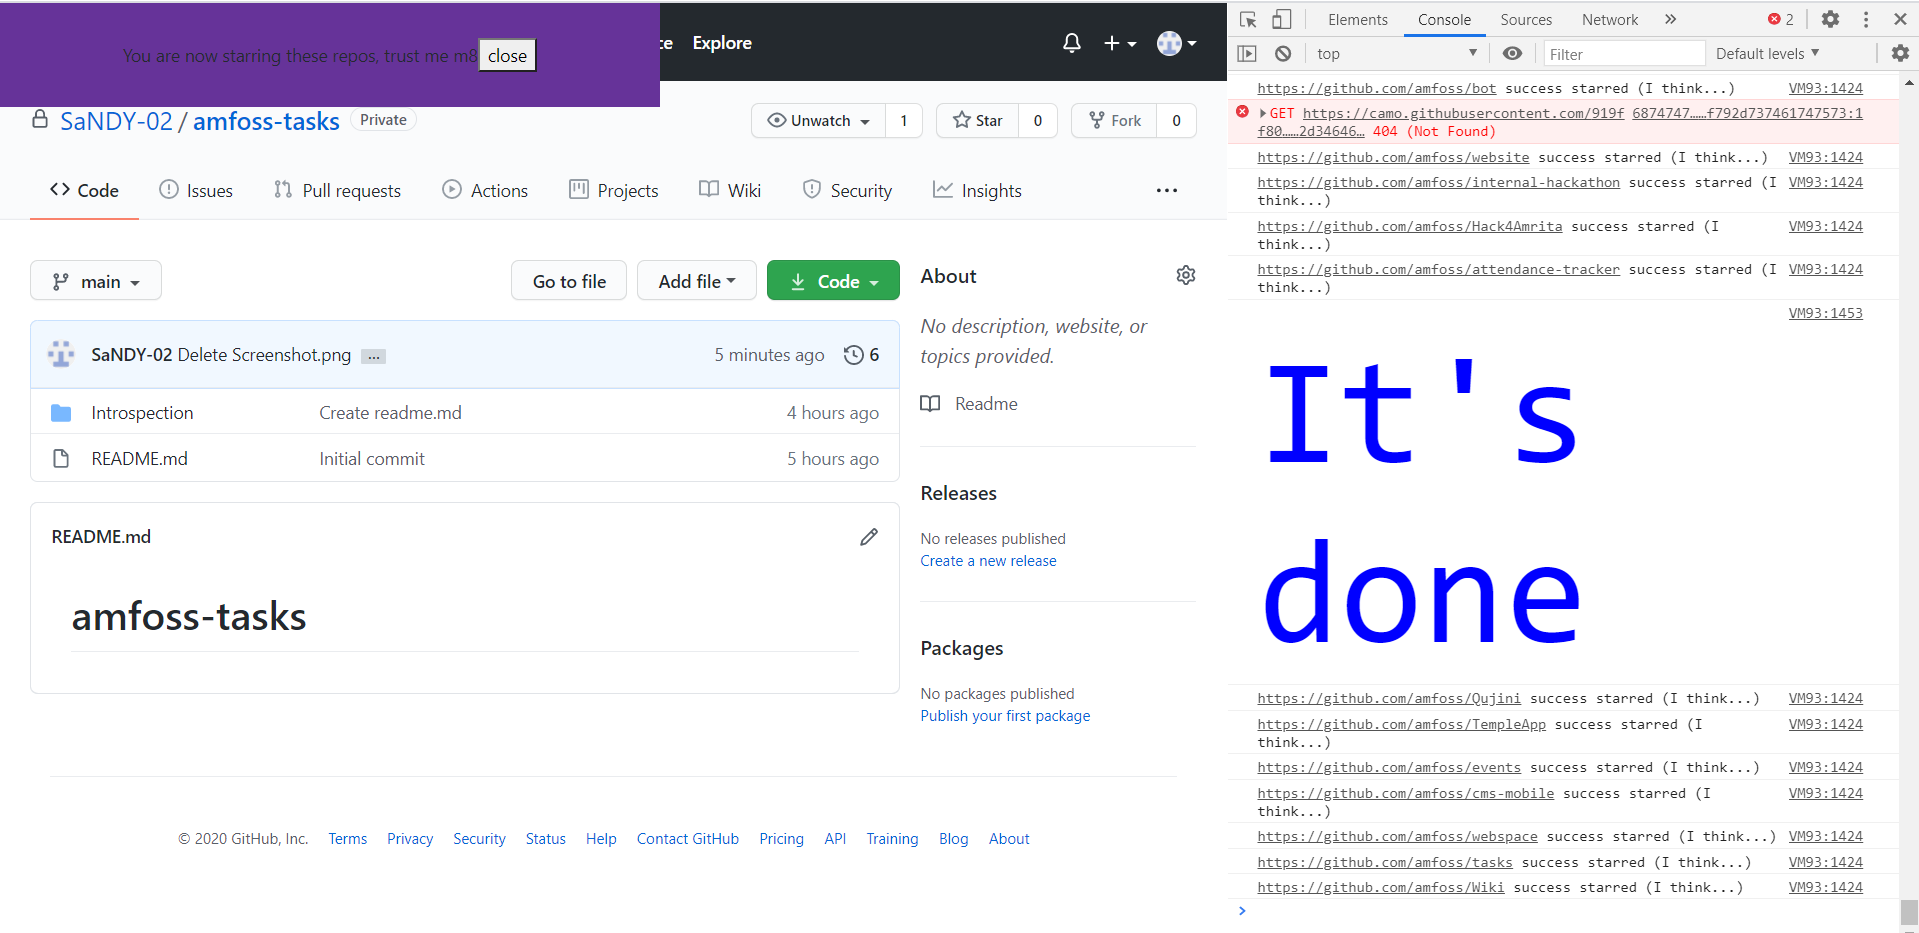 You are now starring these repos, trust me m8 close
ce Explore
SaNDY-02 / amfoss-tasks Private
Unwatch 1 Star 0 Fork 0
Code Issues Pull requests Actions Projects Wiki Security Insights ...
main Go to file Add file Code
SaNDY-02 Delete Screenshot.png ... 5 minutes ago 6
Introspection Create readme.md 4 hours ago
README.md Initial commit 5 hours ago
README.md
amfoss-tasks
About
No description, website, or
topics provided.
Readme
Releases
No releases published
Create a new release
Packages
No packages published
Publish your first package
© 2020 GitHub, Inc. Terms Privacy Security Status Help Contact GitHub Pricing API Training Blog About
Elements Console Sources Network » 2
top Filter Default levels
https://github.com/amfoss/bot success starred (I think...) VM93:1424
GET https://camo.githubusercontent.com/919f 6874747……f792d737461747573:1
f80……2d34646… 404 (Not Found)
https://github.com/amfoss/website success starred (I think...) VM93:1424
https://github.com/amfoss/internal-hackathon success starred (I VM93:1424
think...)
https://github.com/amfoss/Hack4Amrita success starred (I VM93:1424
think...)
https://github.com/amfoss/attendance-tracker success starred (I VM93:1424
think...)
VM93:1453
It's
done
https://github.com/amfoss/Qujini success starred (I think...) VM93:1424
https://github.com/amfoss/TempleApp success starred (I VM93:1424
think...)
https://github.com/amfoss/events success starred (I think...) VM93:1424
https://github.com/amfoss/cms-mobile success starred (I VM93:1424
think...)
https://github.com/amfoss/webspace success starred (I think...) VM93:1424
https://github.com/amfoss/tasks success starred (I think...) VM93:1424
https://github.com/amfoss/Wiki success starred (I think...) VM93:1424